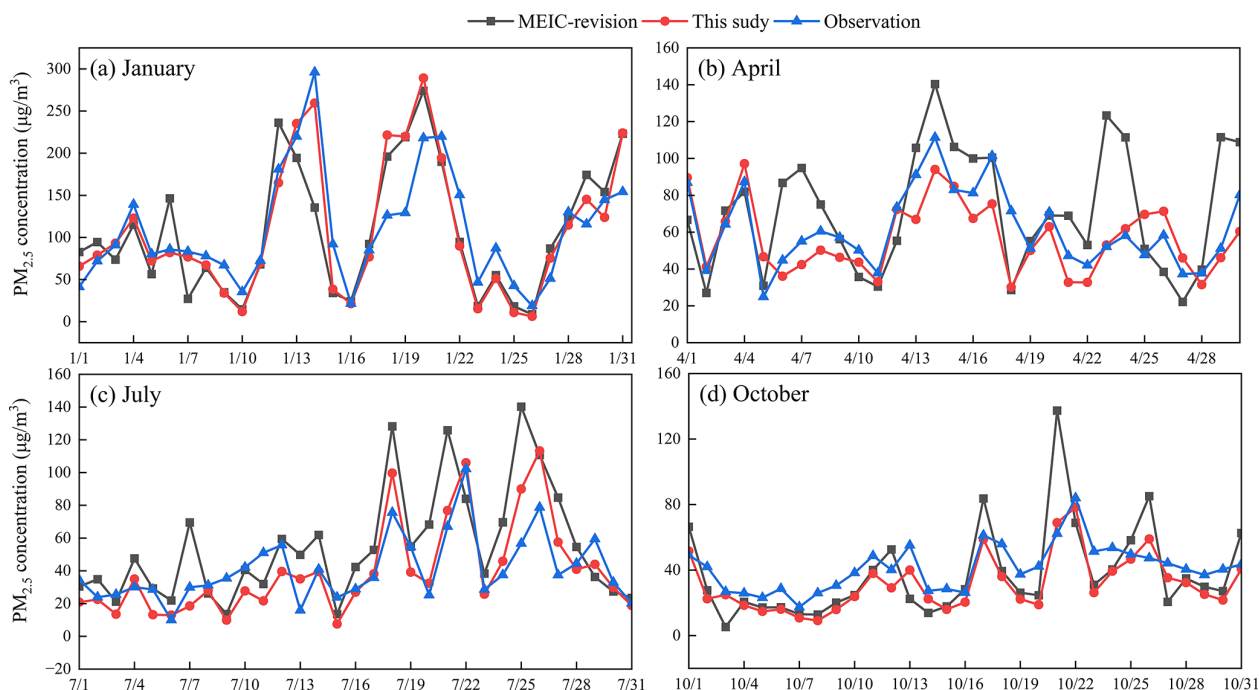 MEIC-revision This sudy Observation
(a) January
PM2.5 concentration (μg/m³)
300
250
200
150
100
50
0
1/1 1/4 1/7 1/10 1/13 1/16 1/19 1/22 1/25 1/28 1/31
(b) April
160
140
120
100
80
60
40
20
0
4/1 4/4 4/7 4/10 4/13 4/16 4/19 4/22 4/25 4/28
(c) July
PM2.5 concentration (μg/m³)
160
140
120
100
80
60
40
20
0
−20
7/1 7/4 7/7 7/10 7/13 7/16 7/19 7/22 7/25 7/28 7/31
(d) October
160
120
80
40
0
10/1 10/4 10/7 10/10 10/13 10/16 10/19 10/22 10/25 10/28 10/31